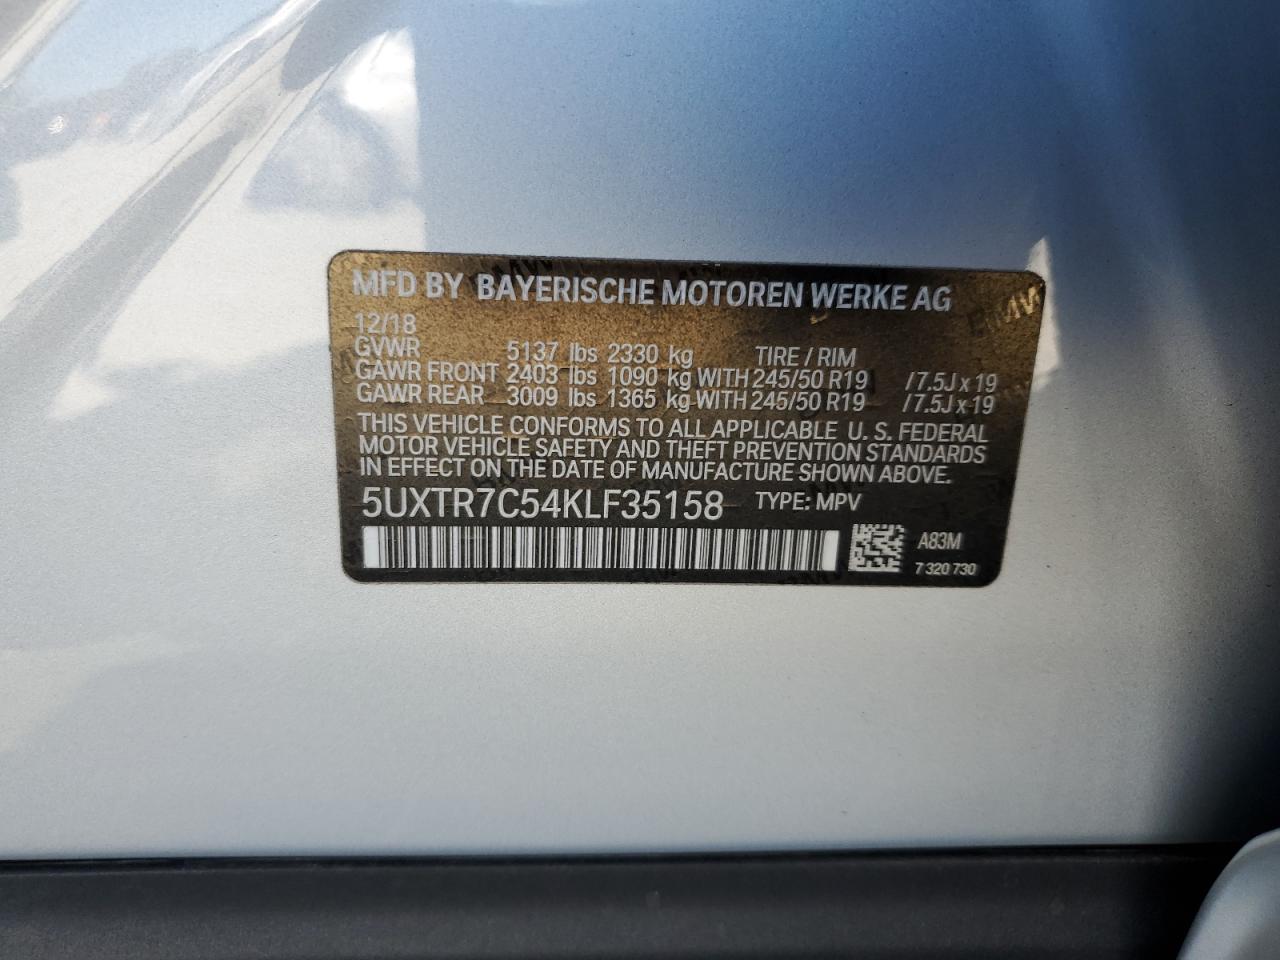 MFD BY BAYERISCHE MOTOREN WERKE AG
12/18
GVWR 5137 lbs 2330 kg TIRE / RIM
GAWR FRONT 2403 lbs 1090 kg WITH 245/50 R19 / 7.5J x 19
GAWR REAR 3009 lbs 1365 kg WITH 245/50 R19 / 7.5J x 19
THIS VEHICLE CONFORMS TO ALL APPLICABLE U. S. FEDERAL
MOTOR VEHICLE SAFETY AND THEFT PREVENTION STANDARDS
IN EFFECT ON THE DATE OF MANUFACTURE SHOWN ABOVE.
5UXTR7C54KLF35158 TYPE: MPV
A83M
7 320 730
BMW